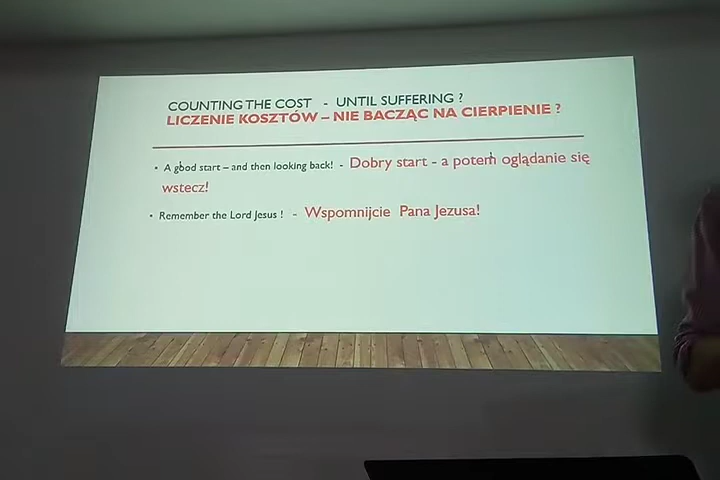 COUNTING THE COST - UNTIL SUFFERING ?
LICZENIE KOSZTÓW – NIE BACZĄC NA CIERPIENIE ?
• A good start – and then looking back! - Dobry start - a potem oglądanie się
wstecz!
• Remember the Lord Jesus ! - Wspomnijcie Pana Jezusa!